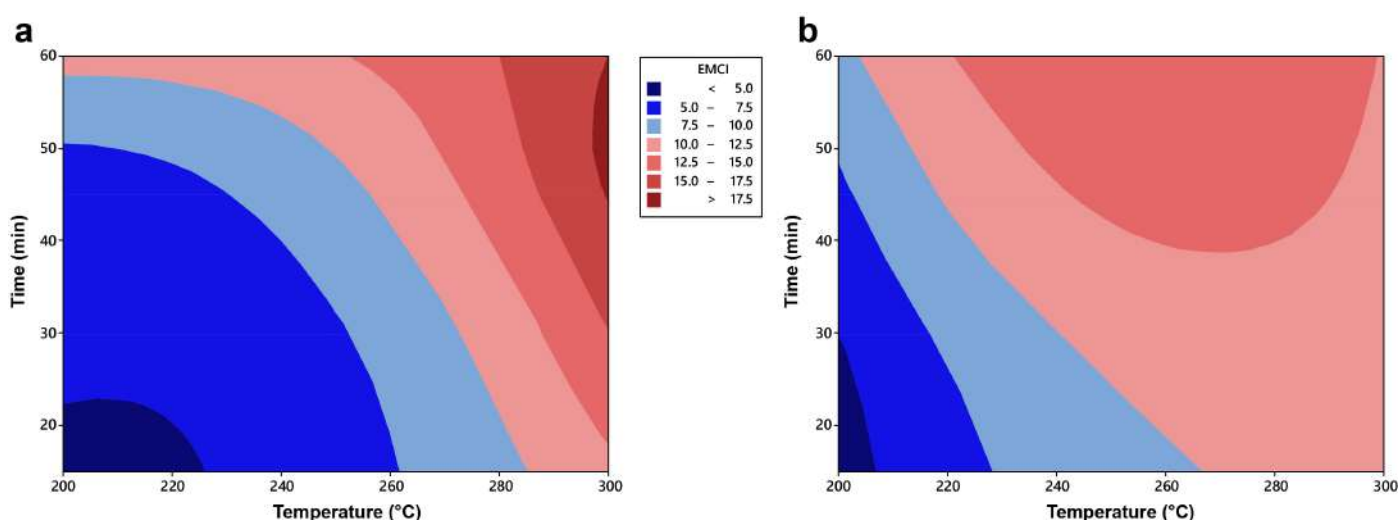 a
60
50
40
30
20
Time (min)
200 220 240 260 280 300
Temperature (°C)
EMCI
< 5.0
5.0 – 7.5
7.5 – 10.0
10.0 – 12.5
12.5 – 15.0
15.0 – 17.5
> 17.5
b
60
50
40
30
20
Time (min)
200 220 240 260 280 300
Temperature (°C)